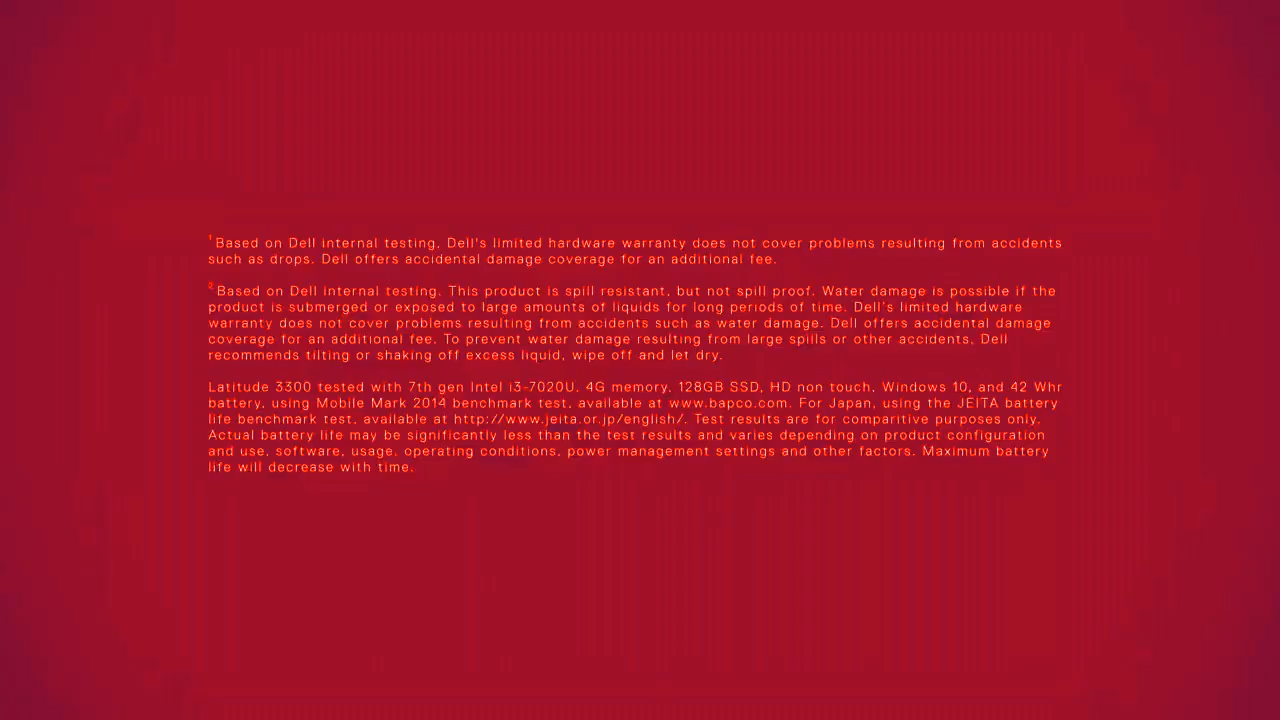 ¹Based on Dell internal testing. Dell's limited hardware warranty does not cover problems resulting from accidents
such as drops. Dell offers accidental damage coverage for an additional fee.
²Based on Dell internal testing. This product is spill resistant, but not spill proof. Water damage is possible if the
product is submerged or exposed to large amounts of liquids for long periods of time. Dell's limited hardware
warranty does not cover problems resulting from accidents such as water damage. Dell offers accidental damage
coverage for an additional fee. To prevent water damage resulting from large spills or other accidents, Dell
recommends tilting or shaking off excess liquid, wipe off and let dry.
Latitude 3300 tested with 7th gen Intel i3-7020U, 4G memory, 128GB SSD, HD non touch, Windows 10, and 42 Whr
battery, using Mobile Mark 2014 benchmark test, available at www.bapco.com. For Japan, using the JEITA battery
life benchmark test, available at http://www.jeita.or.jp/english/. Test results are for comparitive purposes only.
Actual battery life may be significantly less than the test results and varies depending on product configuration
and use, software, usage, operating conditions, power management settings and other factors. Maximum battery
life will decrease with time.